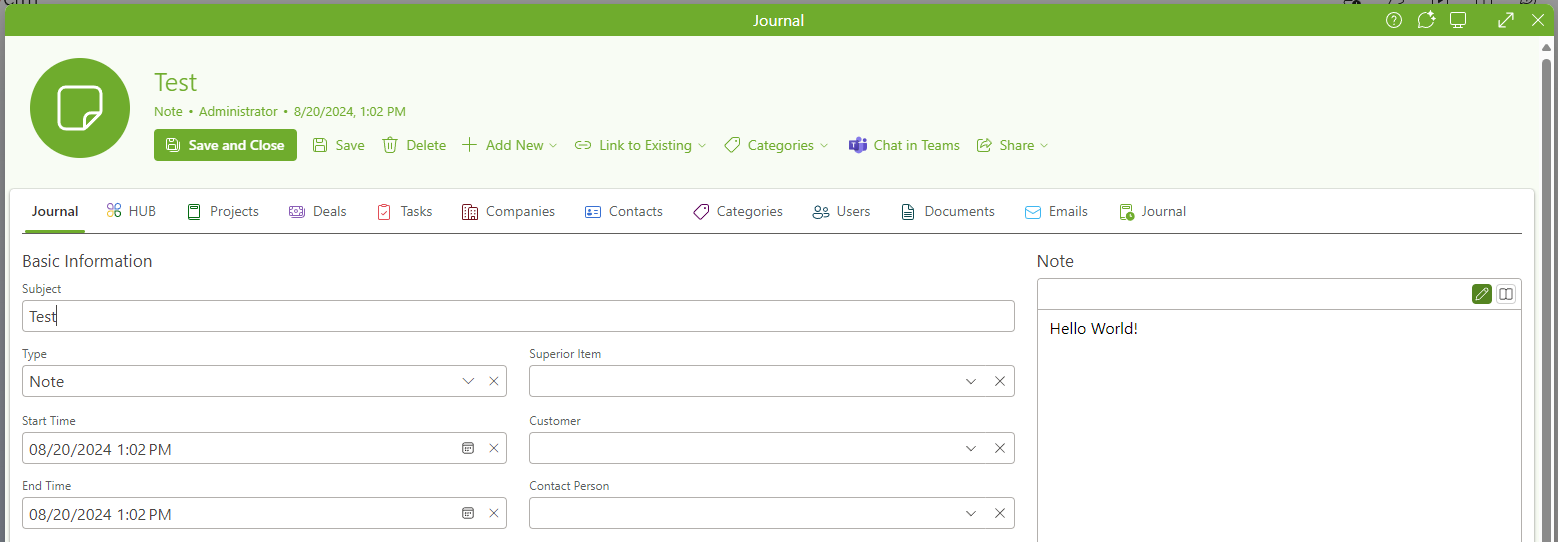 Journal
Test
Note • Administrator • 8/20/2024, 1:02 PM
Save and Close Save Delete Add New Link to Existing Categories Chat in Teams Share
Journal HUB Projects Deals Tasks Companies Contacts Categories Users Documents Emails Journal
Basic Information
Subject
Test
Type
Note
Superior Item
Start Time
08/20/2024 1:02 PM
Customer
End Time
08/20/2024 1:02 PM
Contact Person
Note
Hello World!